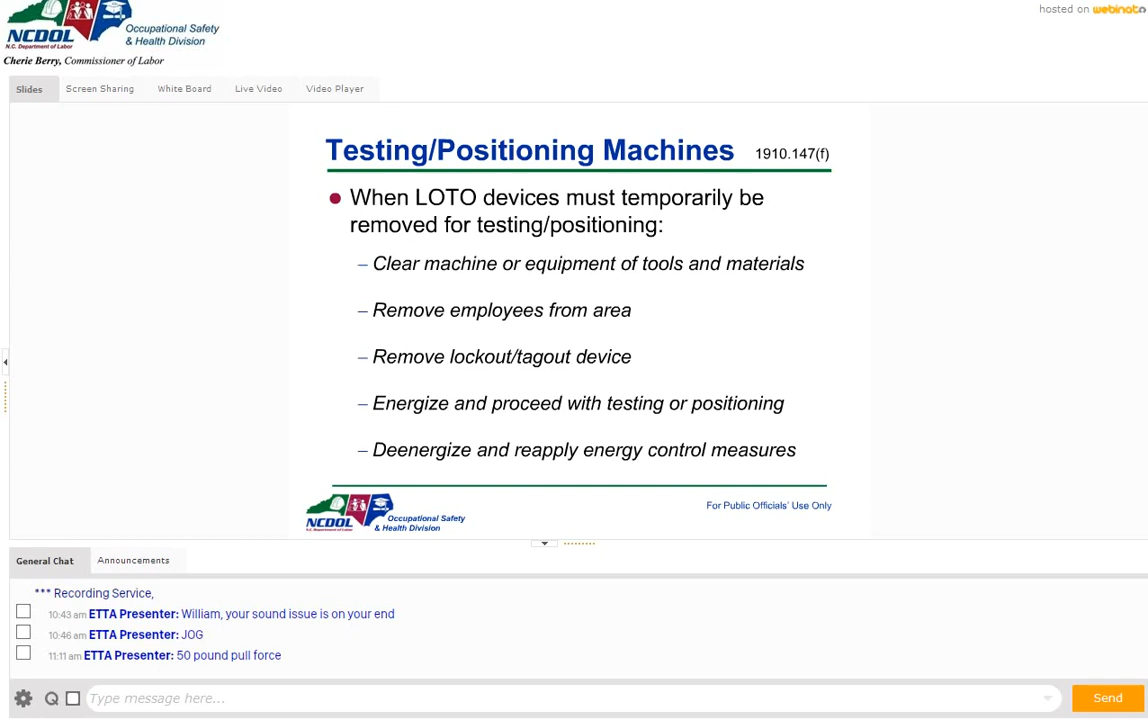 hosted on webinato
NCDOL
N.C. Department of Labor
Occupational Safety
& Health Division
Cherie Berry, Commissioner of Labor
Slides
Screen Sharing
White Board
Live Video
Video Player
Testing/Positioning Machines 1910.147(f)
● When LOTO devices must temporarily be
removed for testing/positioning:
– Clear machine or equipment of tools and materials
– Remove employees from area
– Remove lockout/tagout device
– Energize and proceed with testing or positioning
– Deenergize and reapply energy control measures
NCDOL
N.C. Department of Labor
Occupational Safety
& Health Division
For Public Officials' Use Only
General Chat
Announcements
*** Recording Service,
10:43 am ETTA Presenter: William, your sound issue is on your end
10:46 am ETTA Presenter: JOG
11:11 am ETTA Presenter: 50 pound pull force
Type message here...
Send